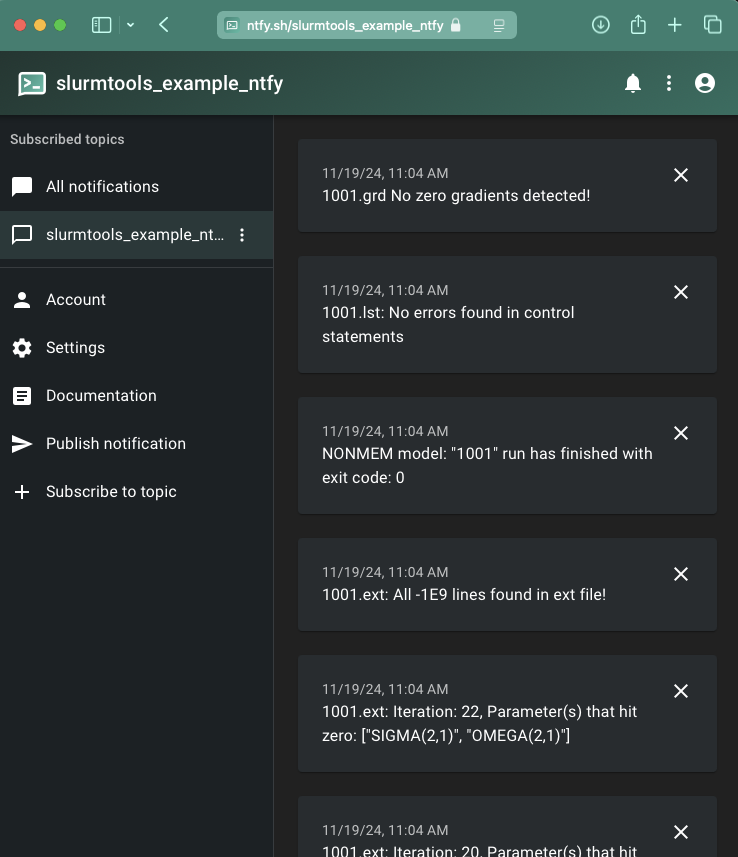 ntfy.sh/slurmtools_example_ntfy
slurmtools_example_ntfy
Subscribed topics
All notifications
slurmtools_example_nt...
Account
Settings
Documentation
Publish notification
Subscribe to topic
11/19/24, 11:04 AM
1001.grd No zero gradients detected!
11/19/24, 11:04 AM
1001.lst: No errors found in control
statements
11/19/24, 11:04 AM
NONMEM model: "1001" run has finished with
exit code: 0
11/19/24, 11:04 AM
1001.ext: All -1E9 lines found in ext file!
11/19/24, 11:04 AM
1001.ext: Iteration: 22, Parameter(s) that hit
zero: ["SIGMA(2,1)", "OMEGA(2,1)"]
11/19/24, 11:04 AM
1001.ext: Iteration: 20, Parameter(s) that hit